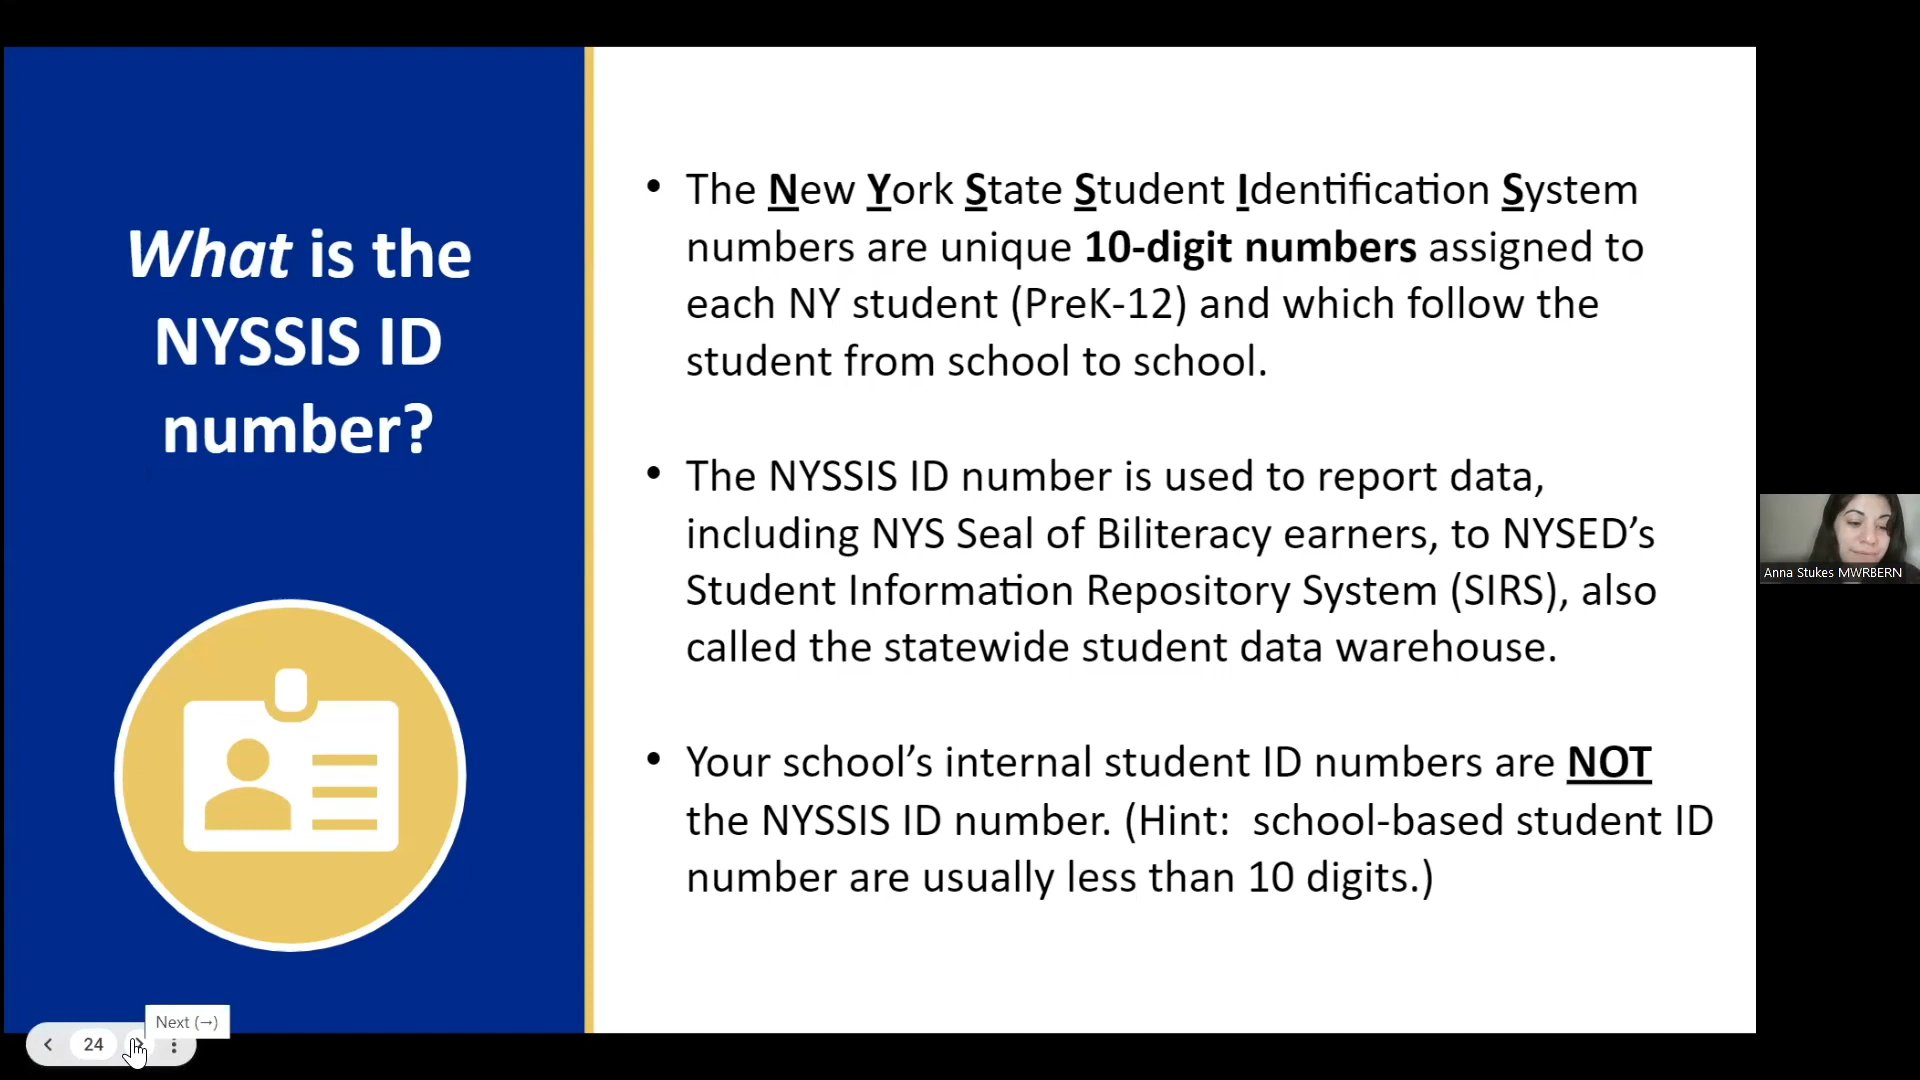 What is the
NYSSIS ID
number?
• The New York State Student Identification System
numbers are unique 10-digit numbers assigned to
each NY student (PreK-12) and which follow the
student from school to school.
• The NYSSIS ID number is used to report data,
including NYS Seal of Biliteracy earners, to NYSED’s
Student Information Repository System (SIRS), also
called the statewide student data warehouse.
• Your school’s internal student ID numbers are NOT
the NYSSIS ID number. (Hint:  school-based student ID
number are usually less than 10 digits.)
Anna Stukes MWRBERN
Next (→)
24